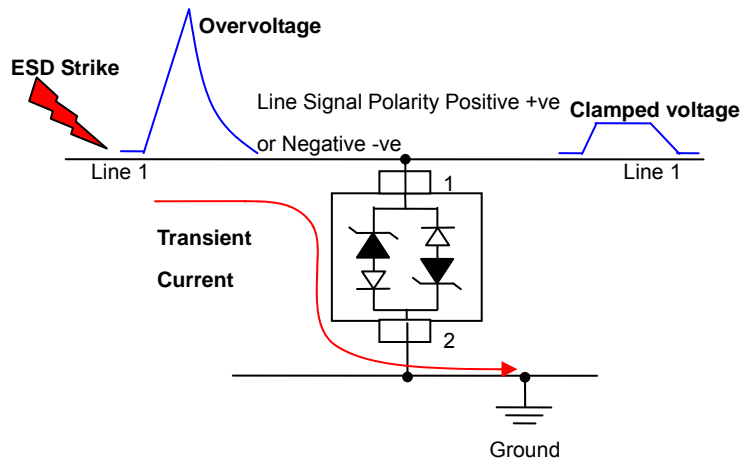 Overvoltage
ESD Strike
Line Signal Polarity Positive +ve
or Negative -ve
Clamped voltage
Line 1
Line 1
1
Transient
Current
2
Ground